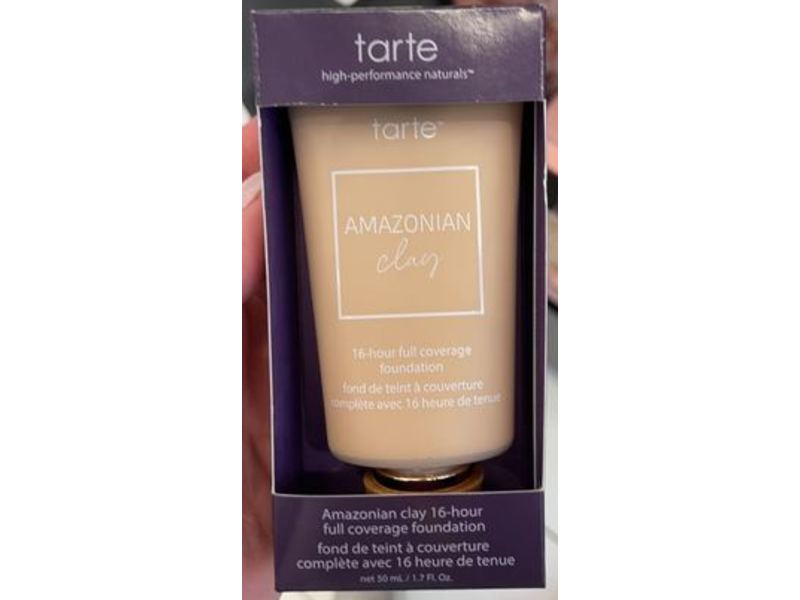 tarte
high-performance naturals™
tarte™
AMAZONIAN
clay
16-hour full coverage
foundation
fond de teint à couverture
complète avec 16 heure de tenue
Amazonian clay 16-hour
full coverage foundation
fond de teint à couverture
complète avec 16 heure de tenue
net 50 mL / 1.7 Fl. Oz.